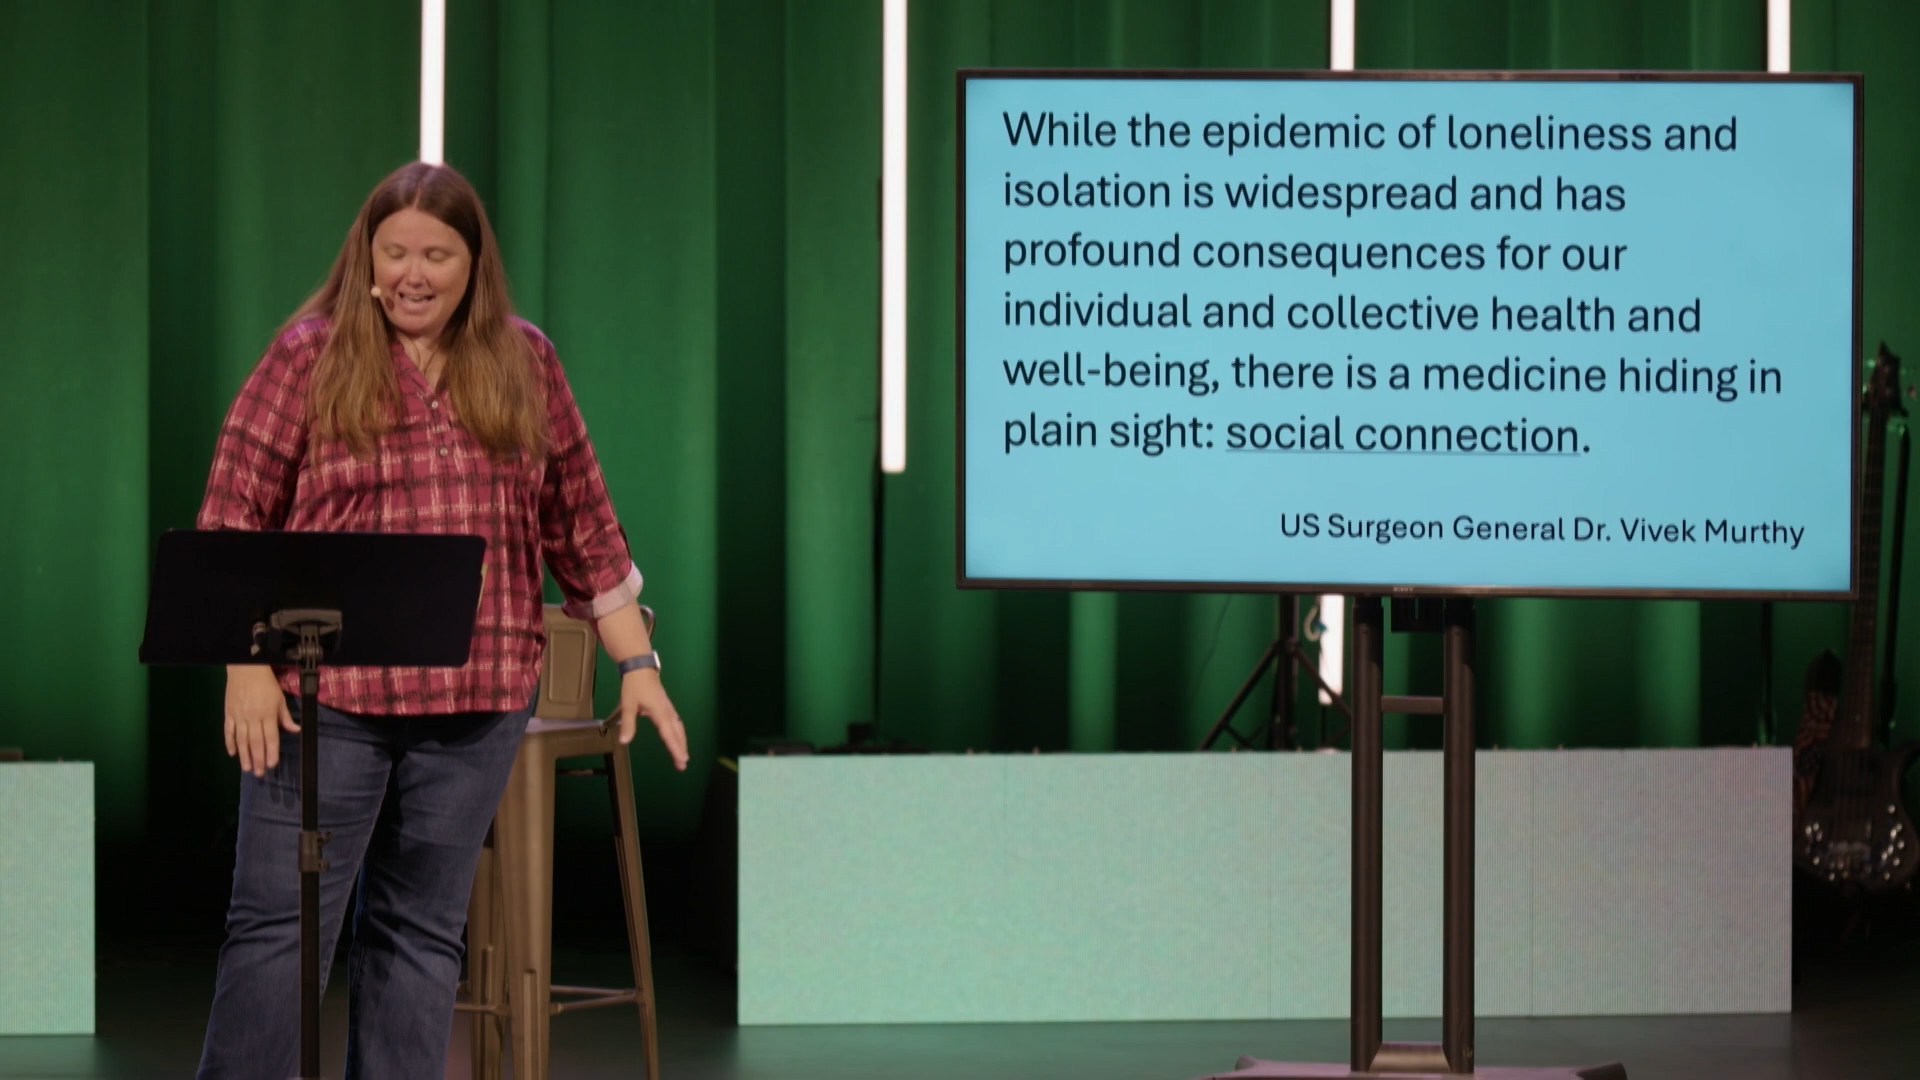 While the epidemic of loneliness and
isolation is widespread and has
profound consequences for our
individual and collective health and
well-being, there is a medicine hiding in
plain sight: social connection.
US Surgeon General Dr. Vivek Murthy